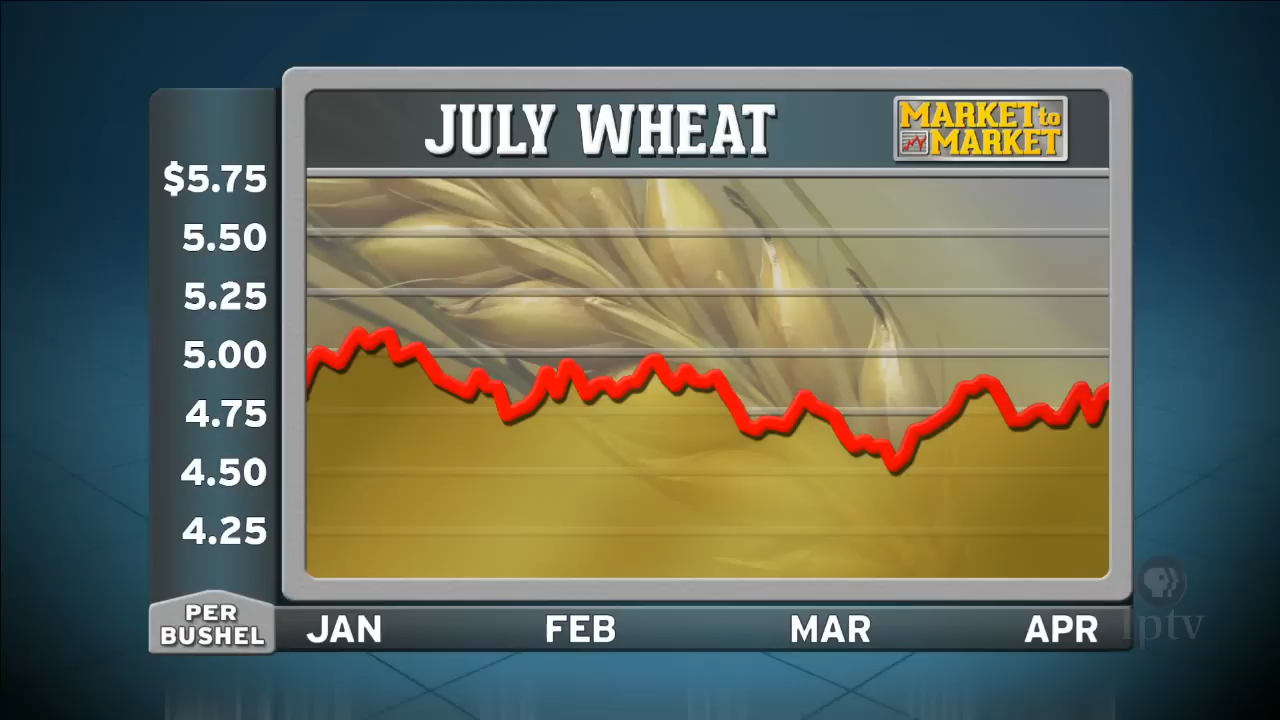 JULY WHEAT
MARKET to
MARKET
$5.75
5.50
5.25
5.00
4.75
4.50
4.25
PER
BUSHEL
JAN FEB MAR APR
iptv